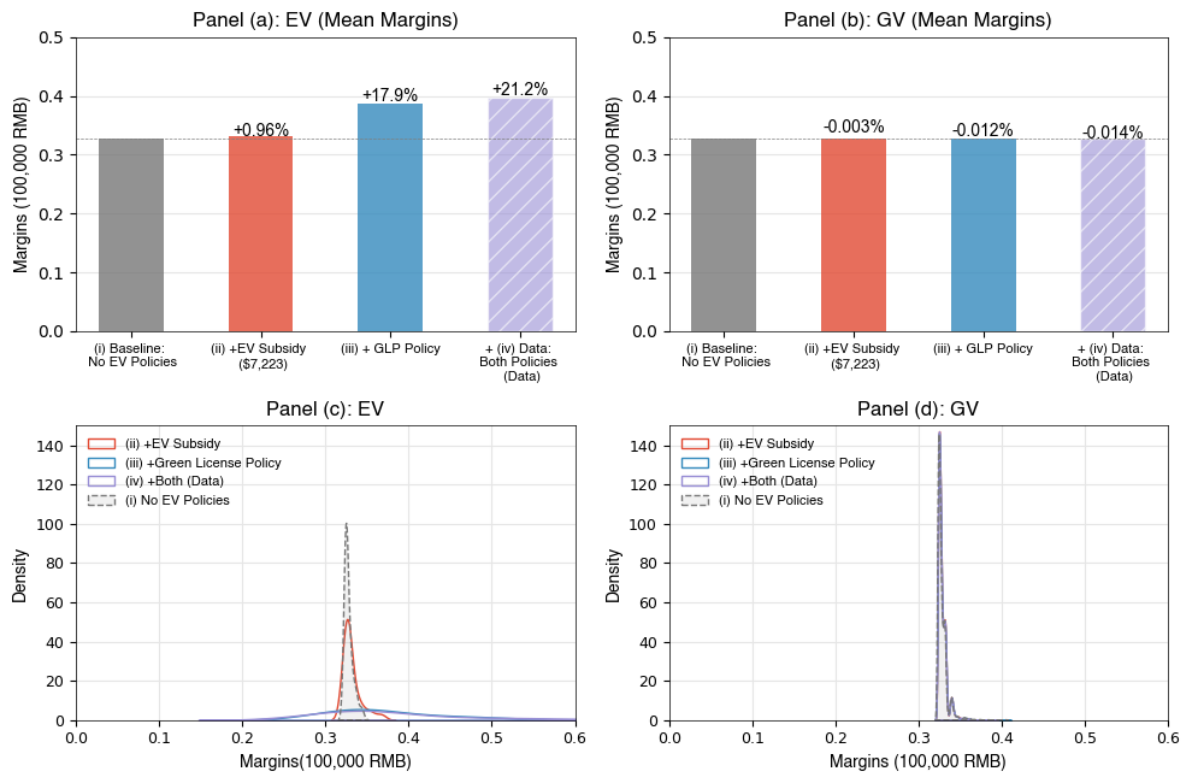 Panel (a): EV (Mean Margins)
Margins (100,000 RMB)
0.5
0.4
0.3
0.2
0.1
0.0
+0.96%
+17.9%
+21.2%
(i) Baseline:
No EV Policies
(ii) +EV Subsidy
($7,223)
(iii) + GLP Policy
+ (iv) Data:
Both Policies
(Data)
Panel (b): GV (Mean Margins)
Margins (100,000 RMB)
0.5
0.4
0.3
0.2
0.1
0.0
-0.003%
-0.012%
-0.014%
(i) Baseline:
No EV Policies
(ii) +EV Subsidy
($7,223)
(iii) + GLP Policy
+ (iv) Data:
Both Policies
(Data)
Panel (c): EV
Density
140
120
100
80
60
40
20
0
(ii) +EV Subsidy
(iii) +Green License Policy
(iv) +Both (Data)
(i) No EV Policies
0.0 0.1 0.2 0.3 0.4 0.5 0.6
Margins(100,000 RMB)
Panel (d): GV
Density
140
120
100
80
60
40
20
0
(ii) +EV Subsidy
(iii) +Green License Policy
(iv) +Both (Data)
(i) No EV Policies
0.0 0.1 0.2 0.3 0.4 0.5 0.6
Margins (100,000 RMB)